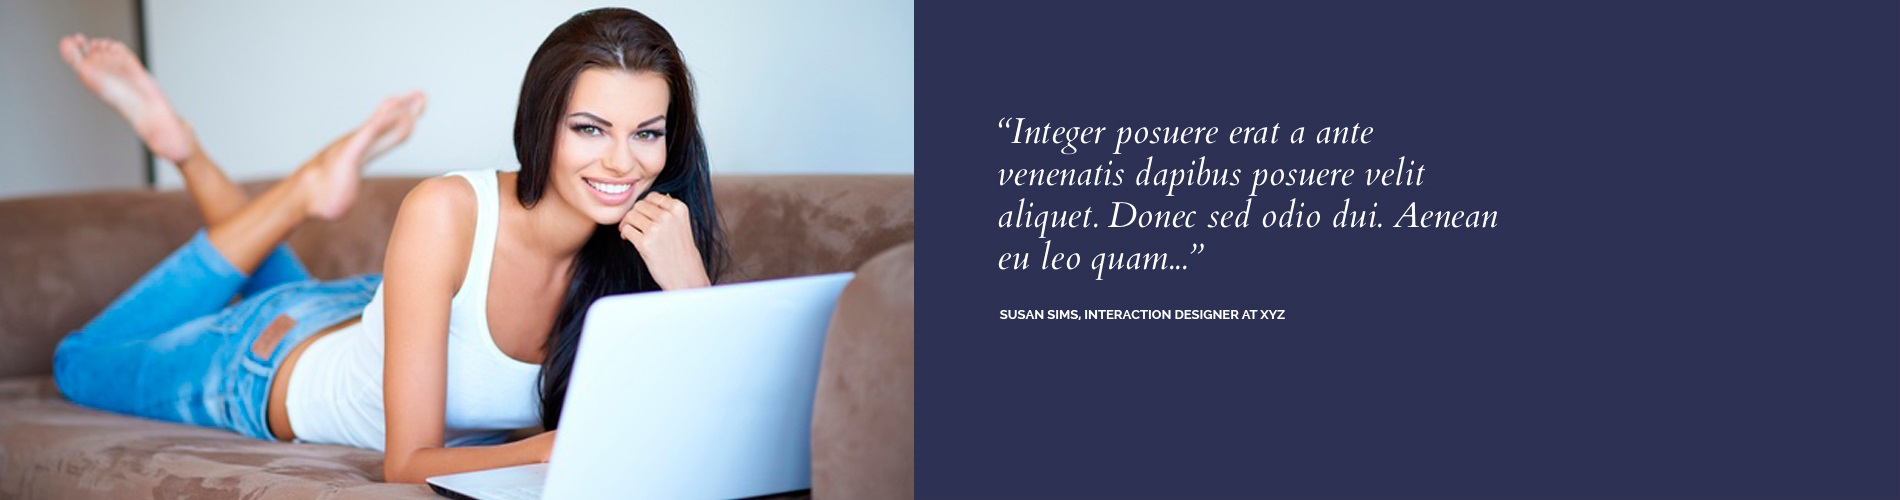 “Integer posuere erat a ante
venenatis dapibus posuere velit
aliquet. Donec sed odio dui. Aenean
eu leo quam...”
SUSAN SIMS, INTERACTION DESIGNER AT XYZ